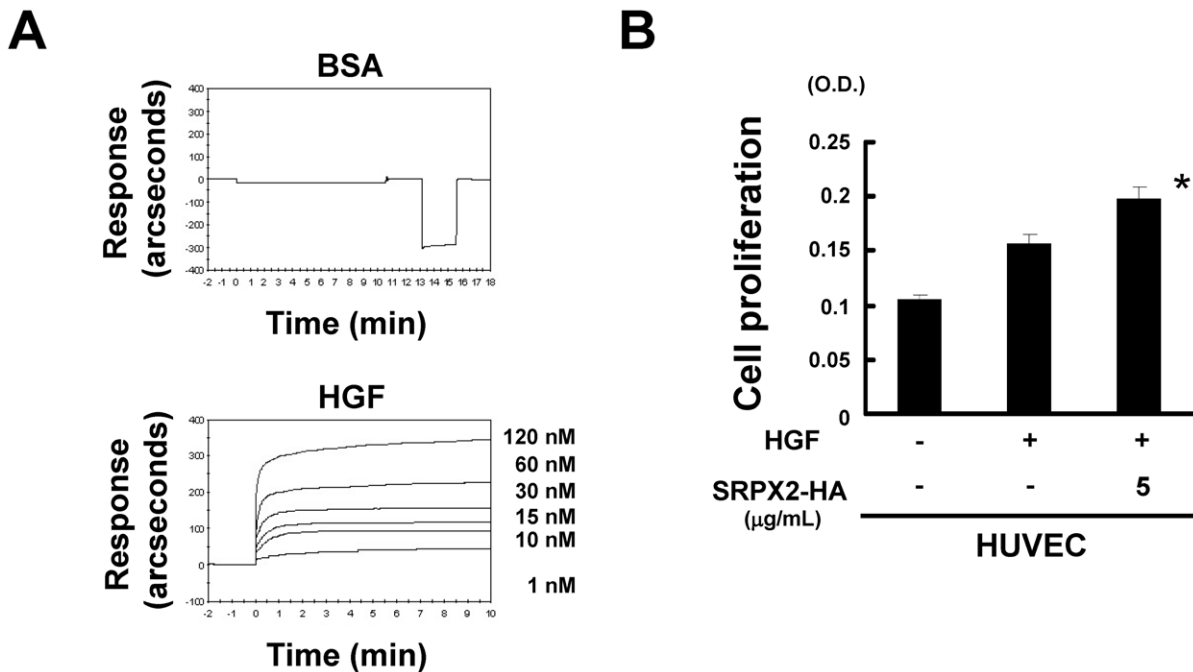 A
BSA
Response
(arcseconds)
400
300
200
100
0
-100
-200
-300
-400
-2 -1 0 1 2 3 4 5 6 7 8 9 10 11 12 13 14 15 16 17 18
Time (min)
HGF
Response
(arcseconds)
400
300
200
100
0
-100
-2 -1 0 1 2 3 4 5 6 7 8 9 10
120 nM
60 nM
30 nM
15 nM
10 nM
1 nM
Time (min)
B
(O.D.)
Cell proliferation
0.25
0.2
0.15
0.1
0.05
0
*
HGF - + +
SRPX2-HA - - 5
(μg/mL)
HUVEC